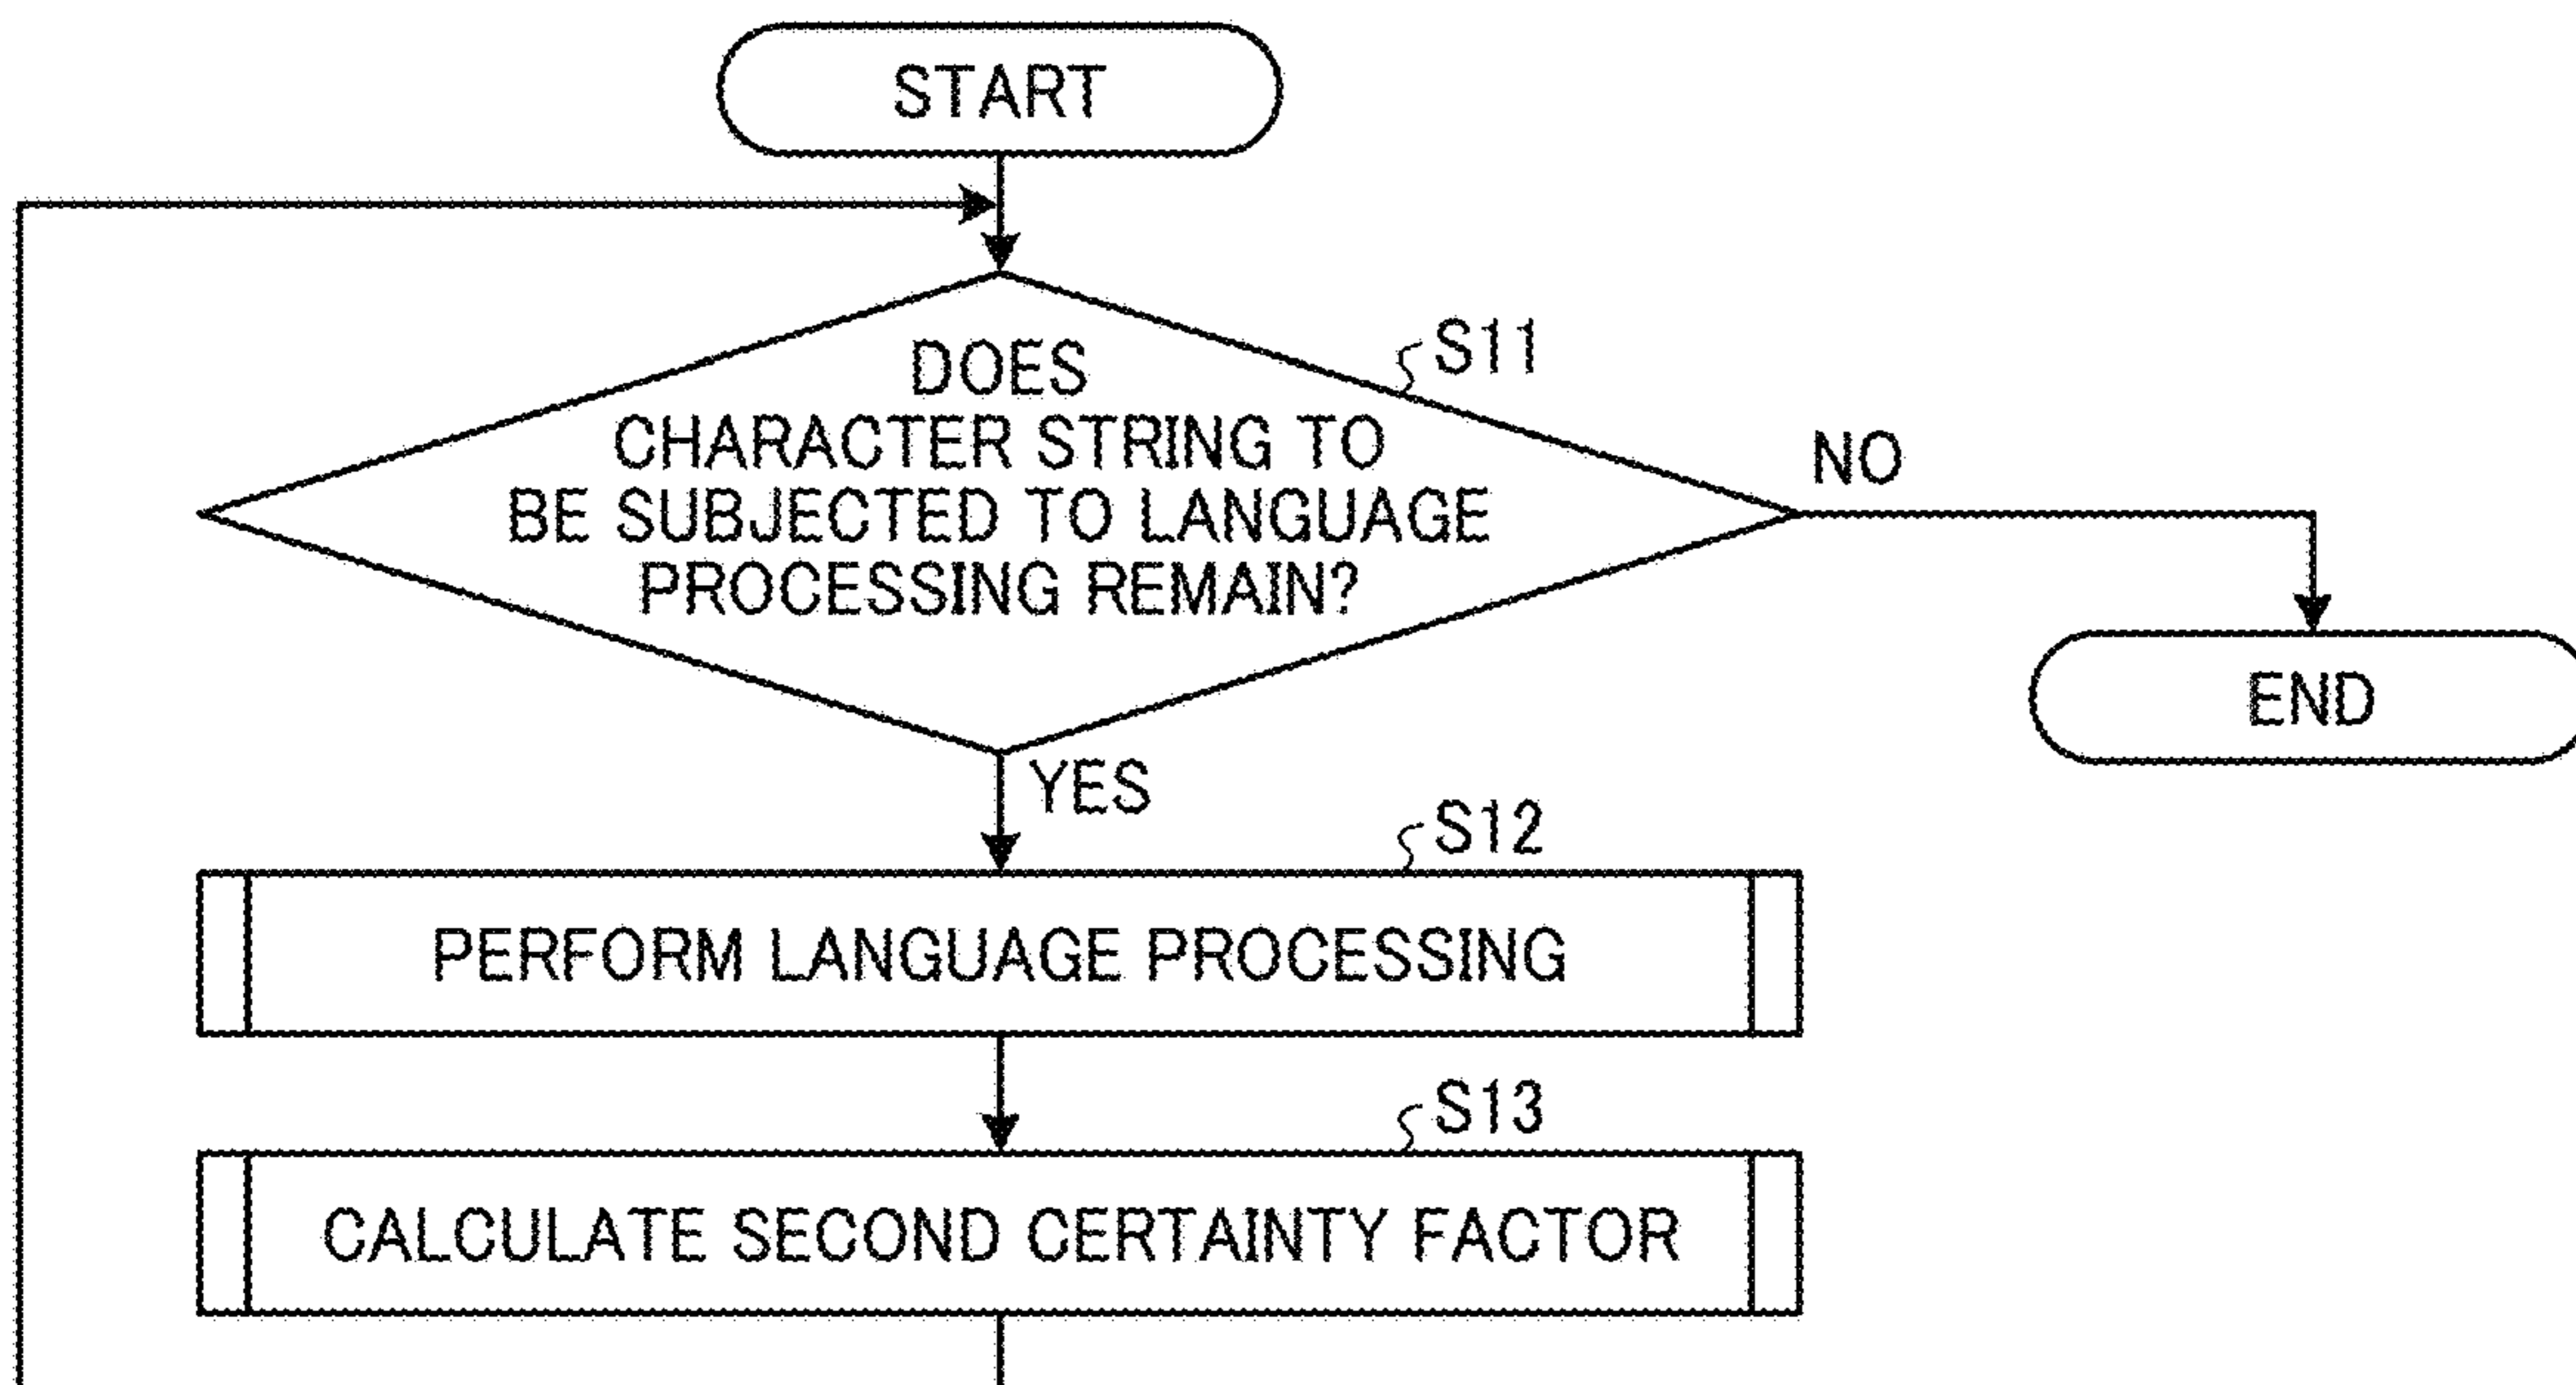 START
S11
DOES
CHARACTER STRING TO
BE SUBJECTED TO LANGUAGE
PROCESSING REMAIN?
NO
END
YES
S12
PERFORM LANGUAGE PROCESSING
S13
CALCULATE SECOND CERTAINTY FACTOR